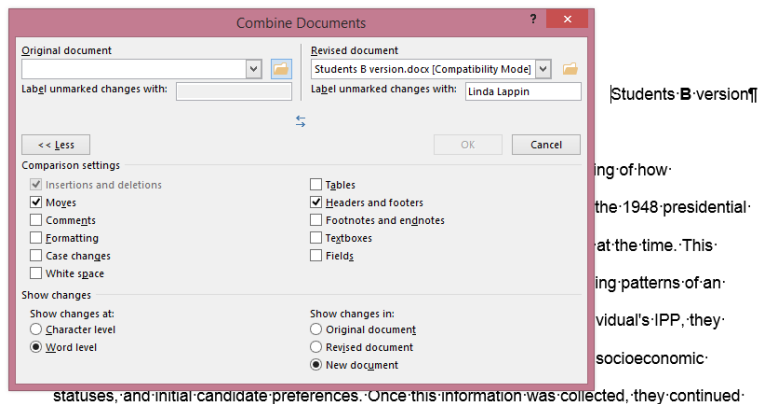 Combine Documents
? ×
Original document
Revised document
Students B version.docx [Compatibility Mode]
Label unmarked changes with:
Label unmarked changes with: Linda Lappin
Students·B·version¶
<< Less
OK
Cancel
Comparison settings
Insertions and deletions
Tables
ing·of·how·
Moves
Headers and footers
the·1948·presidential·
Comments
Footnotes and endnotes
Formatting
Textboxes
at·the·time.·This·
Case changes
Fields
White space
ing·patterns·of·an·
Show changes
Show changes at:
Show changes in:
vidual's·IPP,·they·
Character level
Original document
Word level
Revised document
socioeconomic·
New document
statuses,·and·initial·candidate·preferences.·Once·this·information·was·collected,·they·continued·